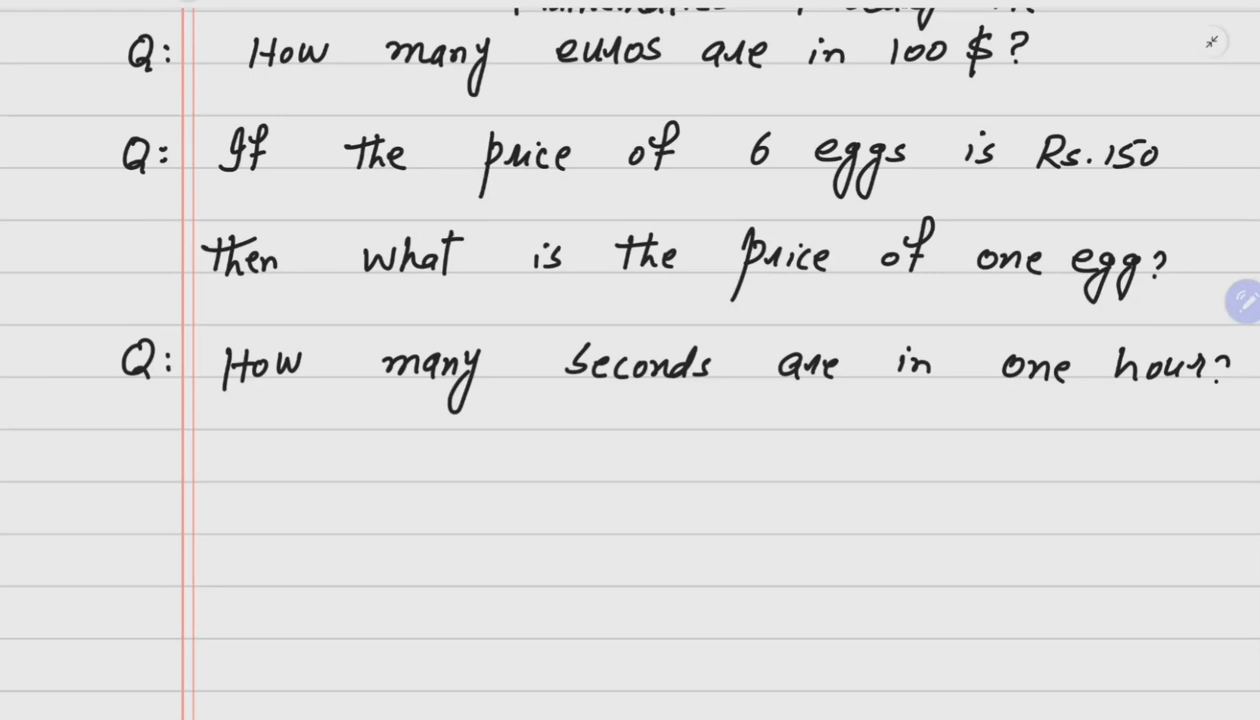 Q: How many euros are in 100 $?
Q: If the price of 6 eggs is Rs. 150
then what is the price of one egg?
Q: How many seconds are in one hour?